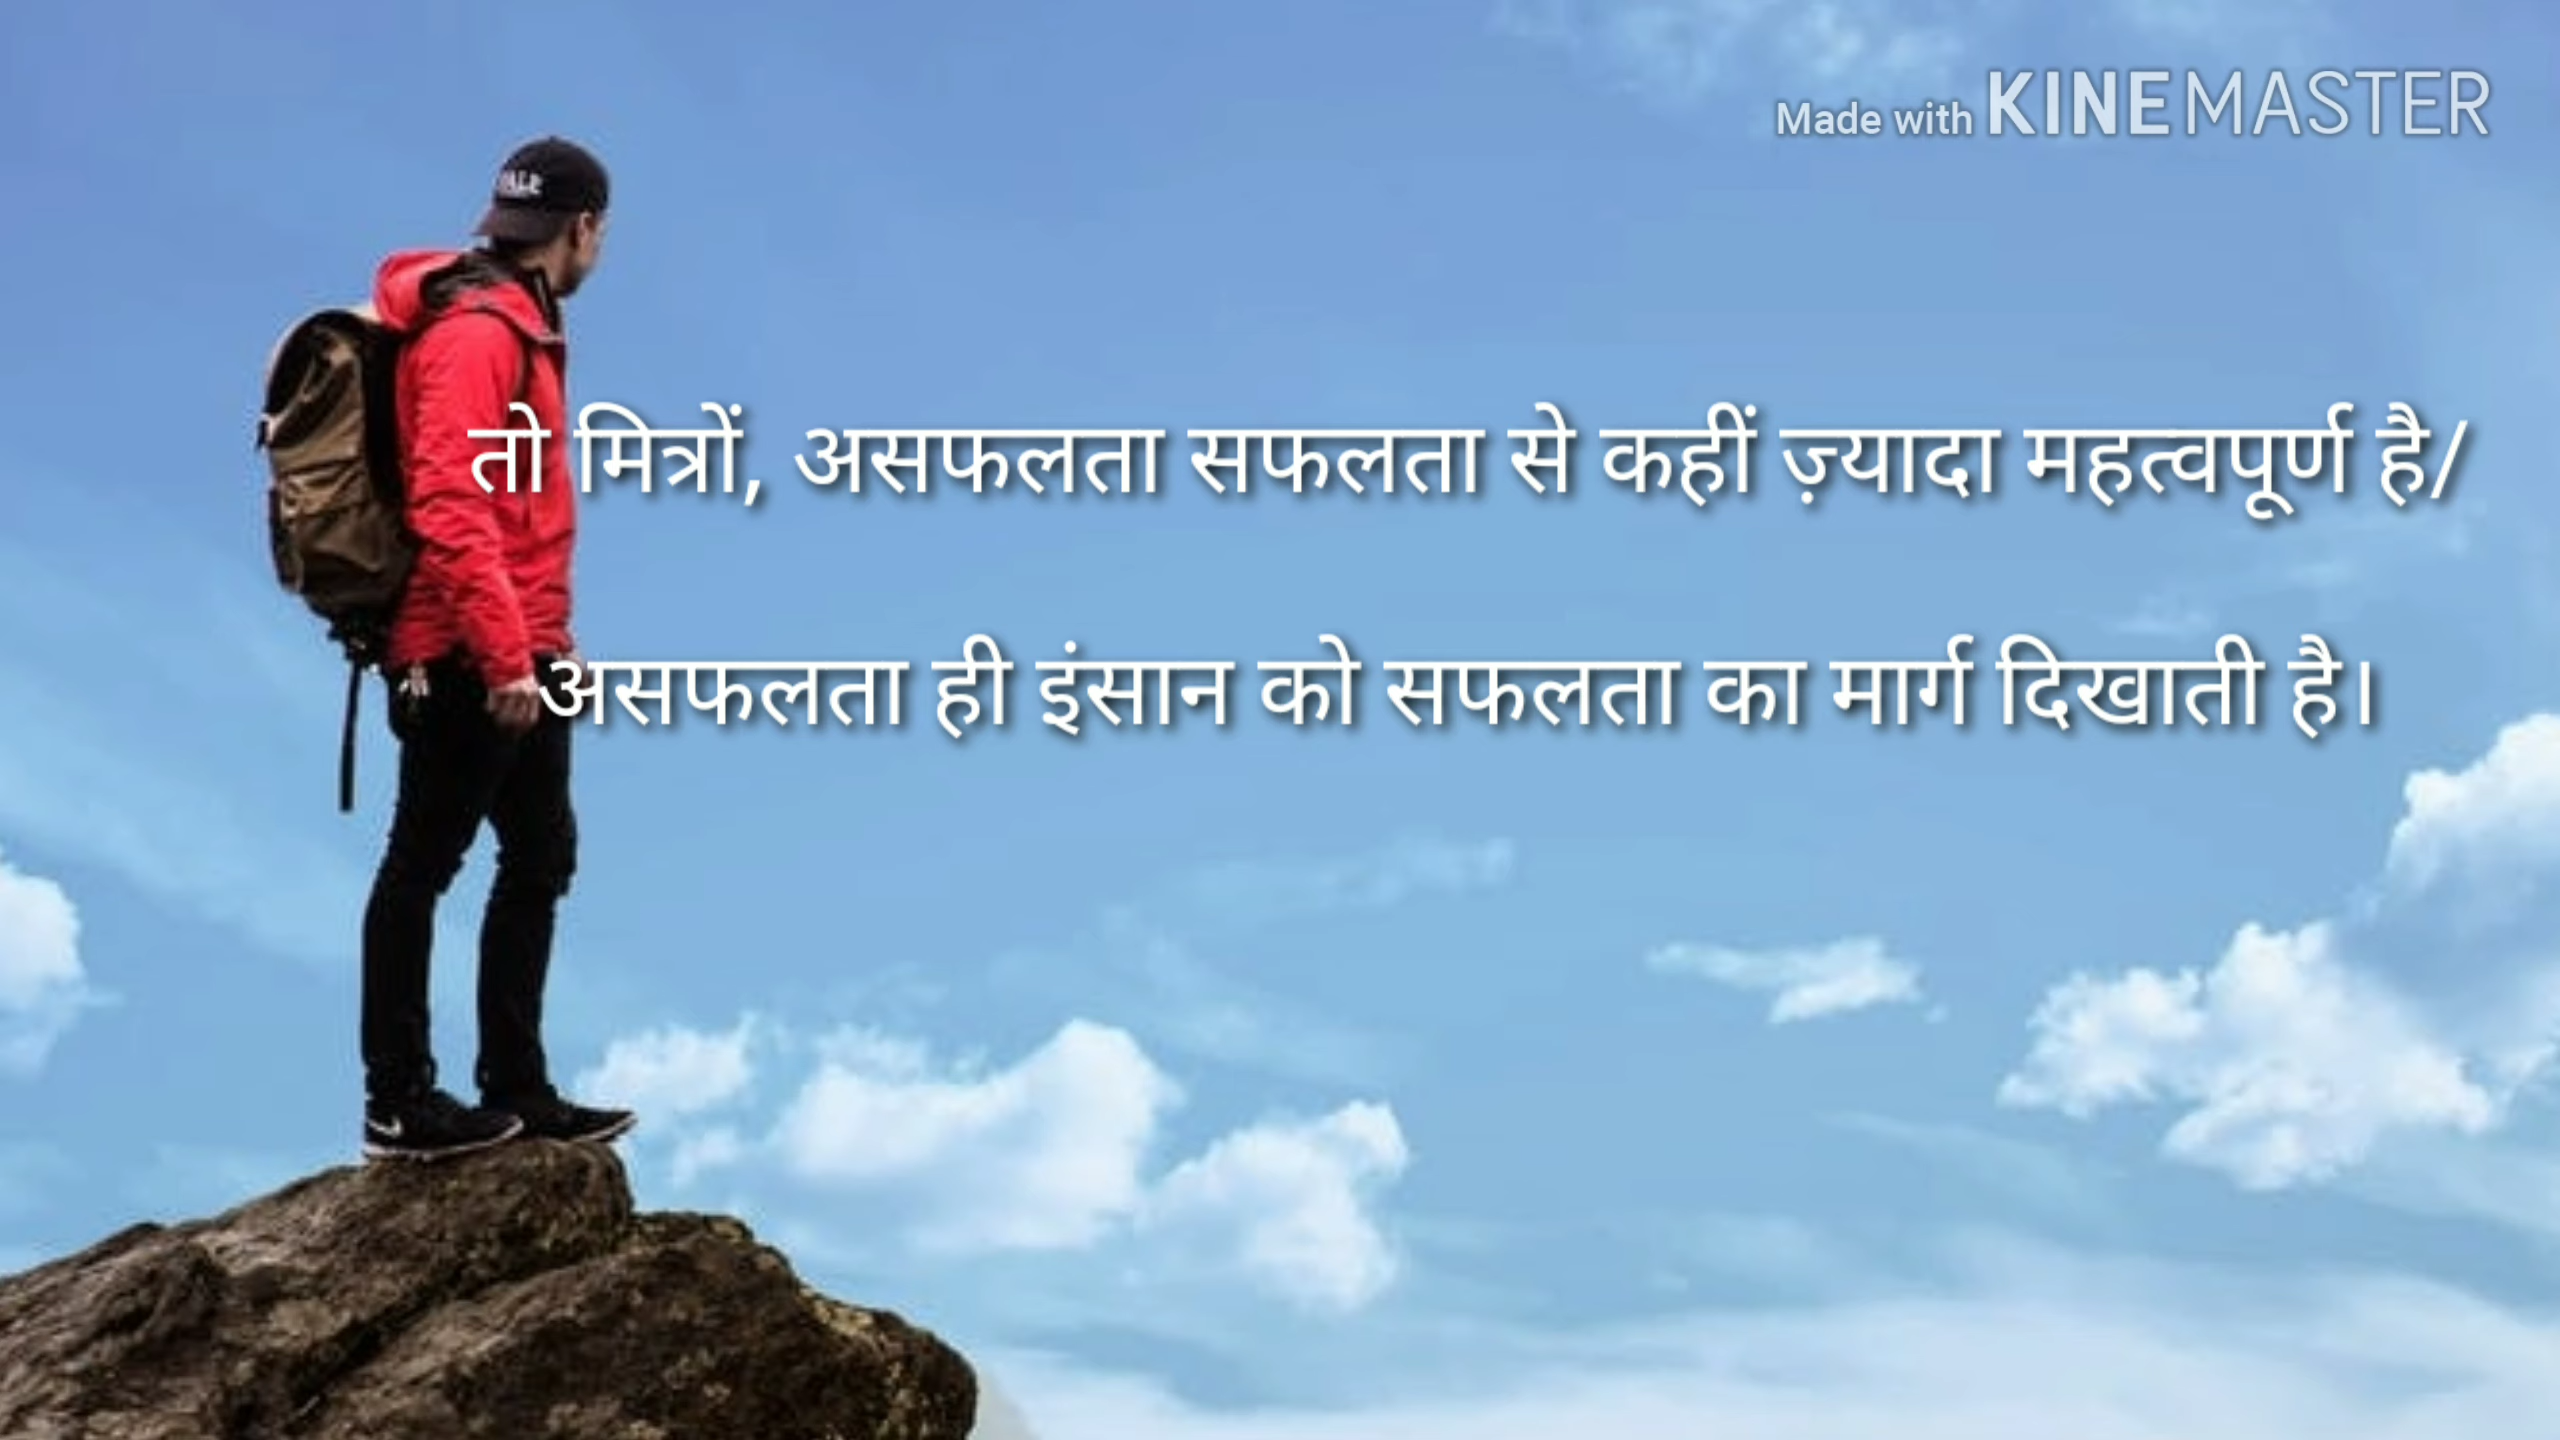 Made with KINEMASTER
तो मित्रों, असफलता सफलता से कहीं ज़्यादा महत्वपूर्ण है/
असफलता ही इंसान को सफलता का मार्ग दिखाती है।